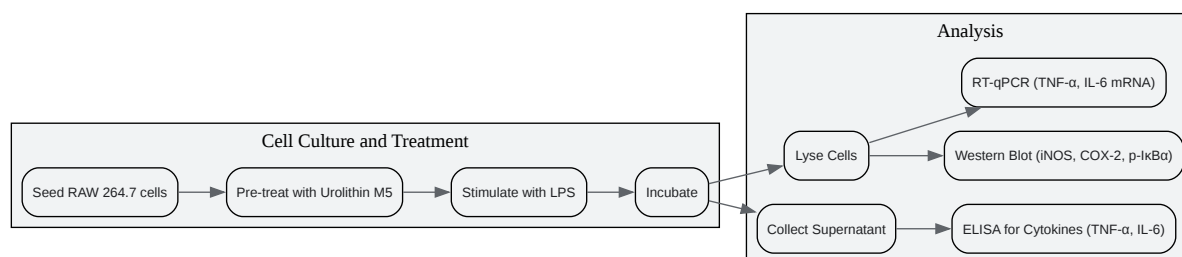 Cell Culture and Treatment
Seed RAW 264.7 cells
Pre-treat with Urolithin M5
Stimulate with LPS
Incubate
Analysis
Lyse Cells
RT-qPCR (TNF-α, IL-6 mRNA)
Western Blot (iNOS, COX-2, p-IκBα)
Collect Supernatant
ELISA for Cytokines (TNF-α, IL-6)